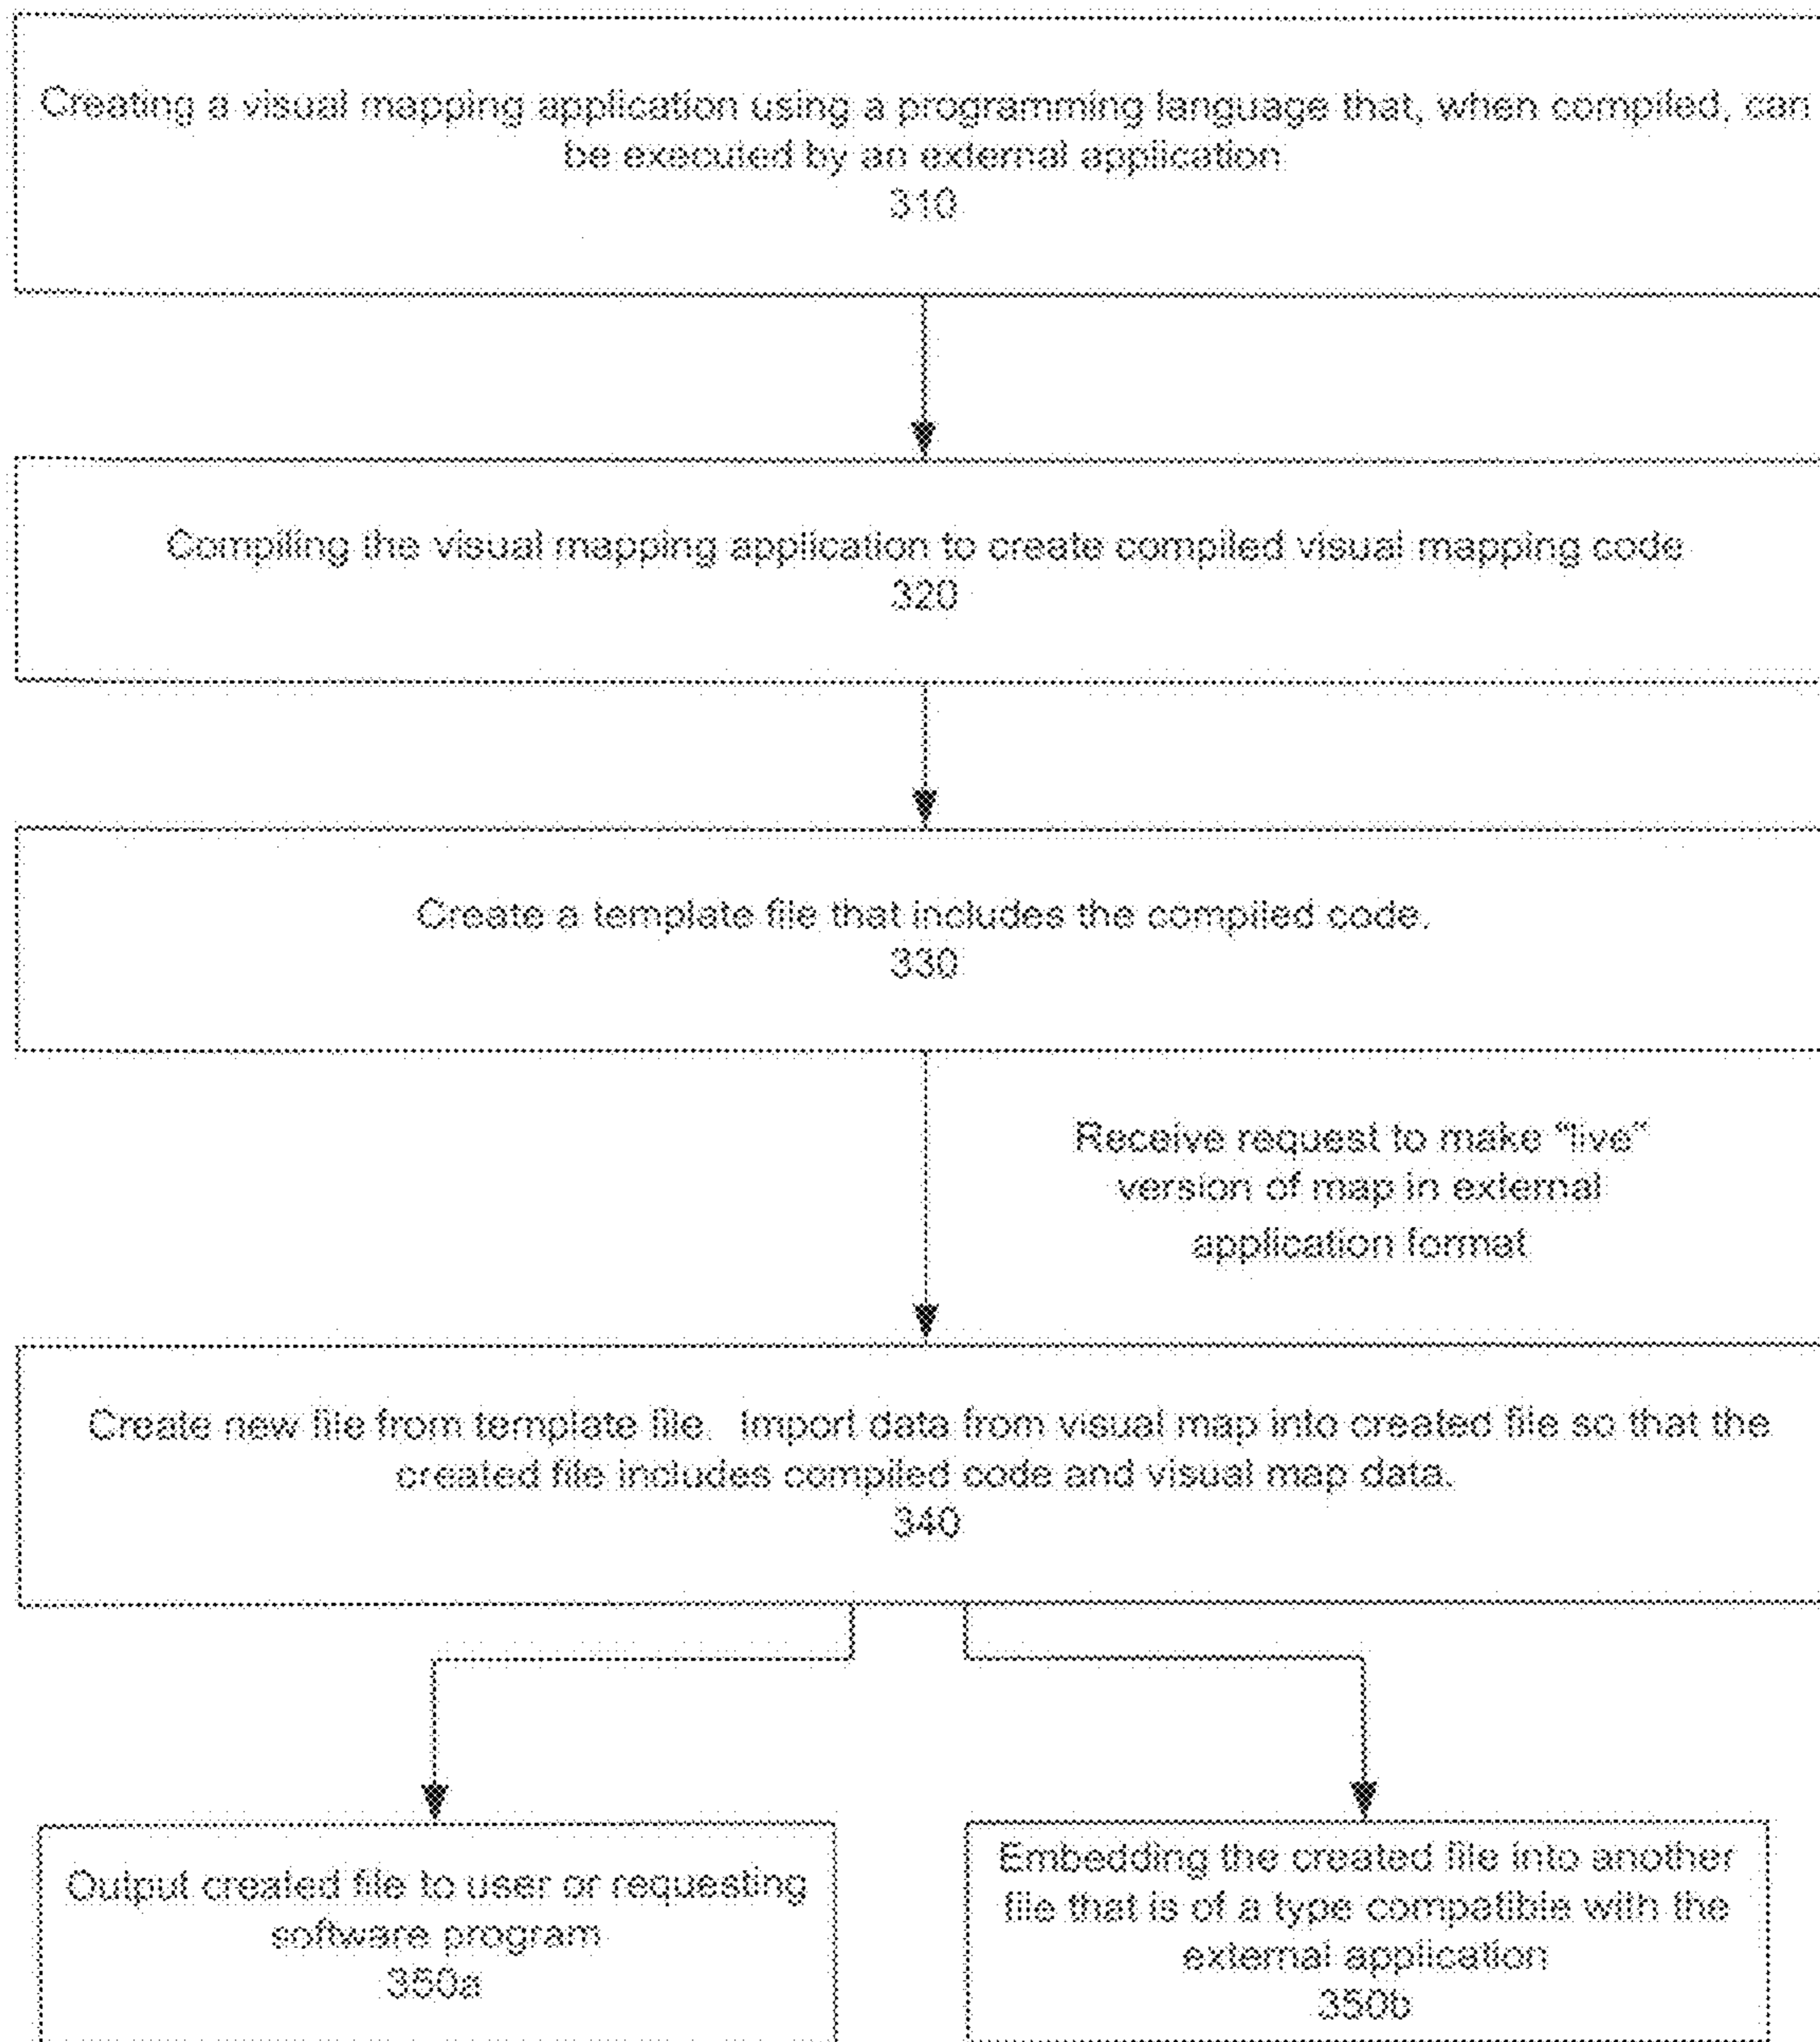 Creating a visual mapping application using a programming language that, when compiled, can
be executed by an external application
310
Compiling the visual mapping application to create compiled visual mapping code
320
Create a template file that includes the compiled code.
330
Receive request to make “live”
version of map in external
application format
Create new file from template file. Import data from visual map into created file so that the
created file includes compiled code and visual map data.
340
Output created file to user or requesting
software program
350a
Embedding the created file into another
file that is of a type compatible with the
external application
350b